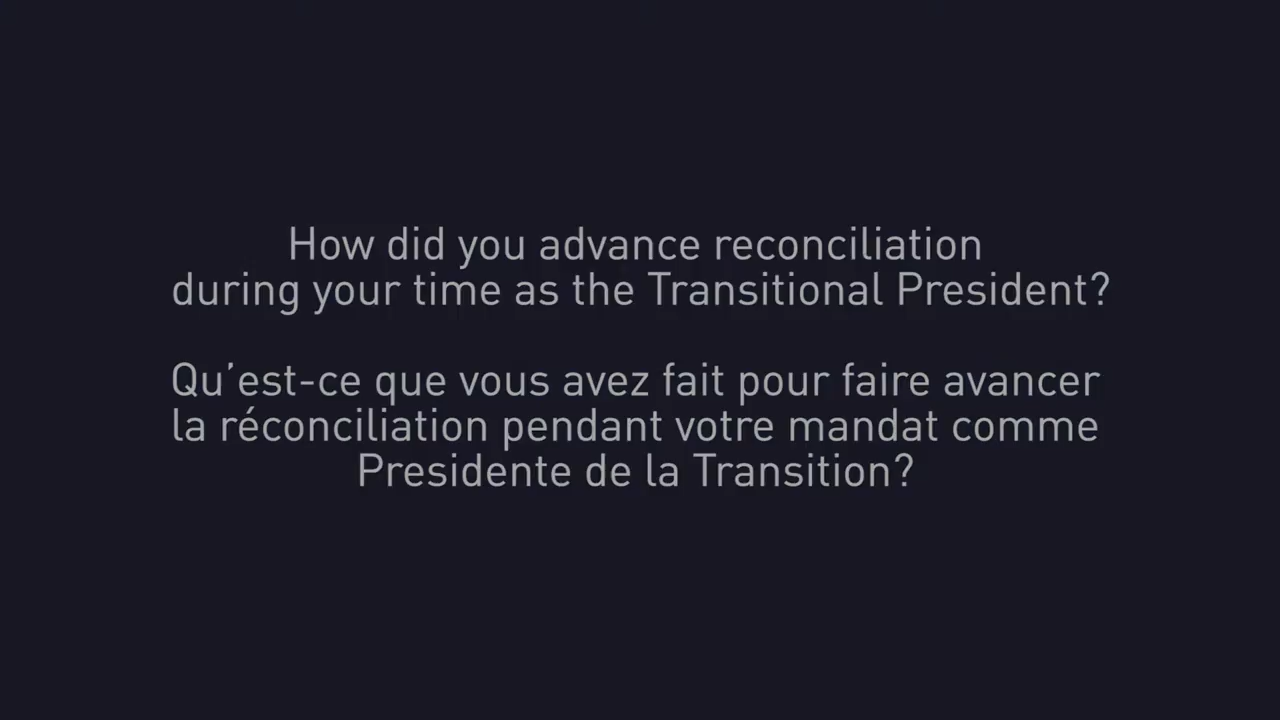 How did you advance reconciliation
during your time as the Transitional President?
Qu’est-ce que vous avez fait pour faire avancer
la réconciliation pendant votre mandat comme
Presidente de la Transition?